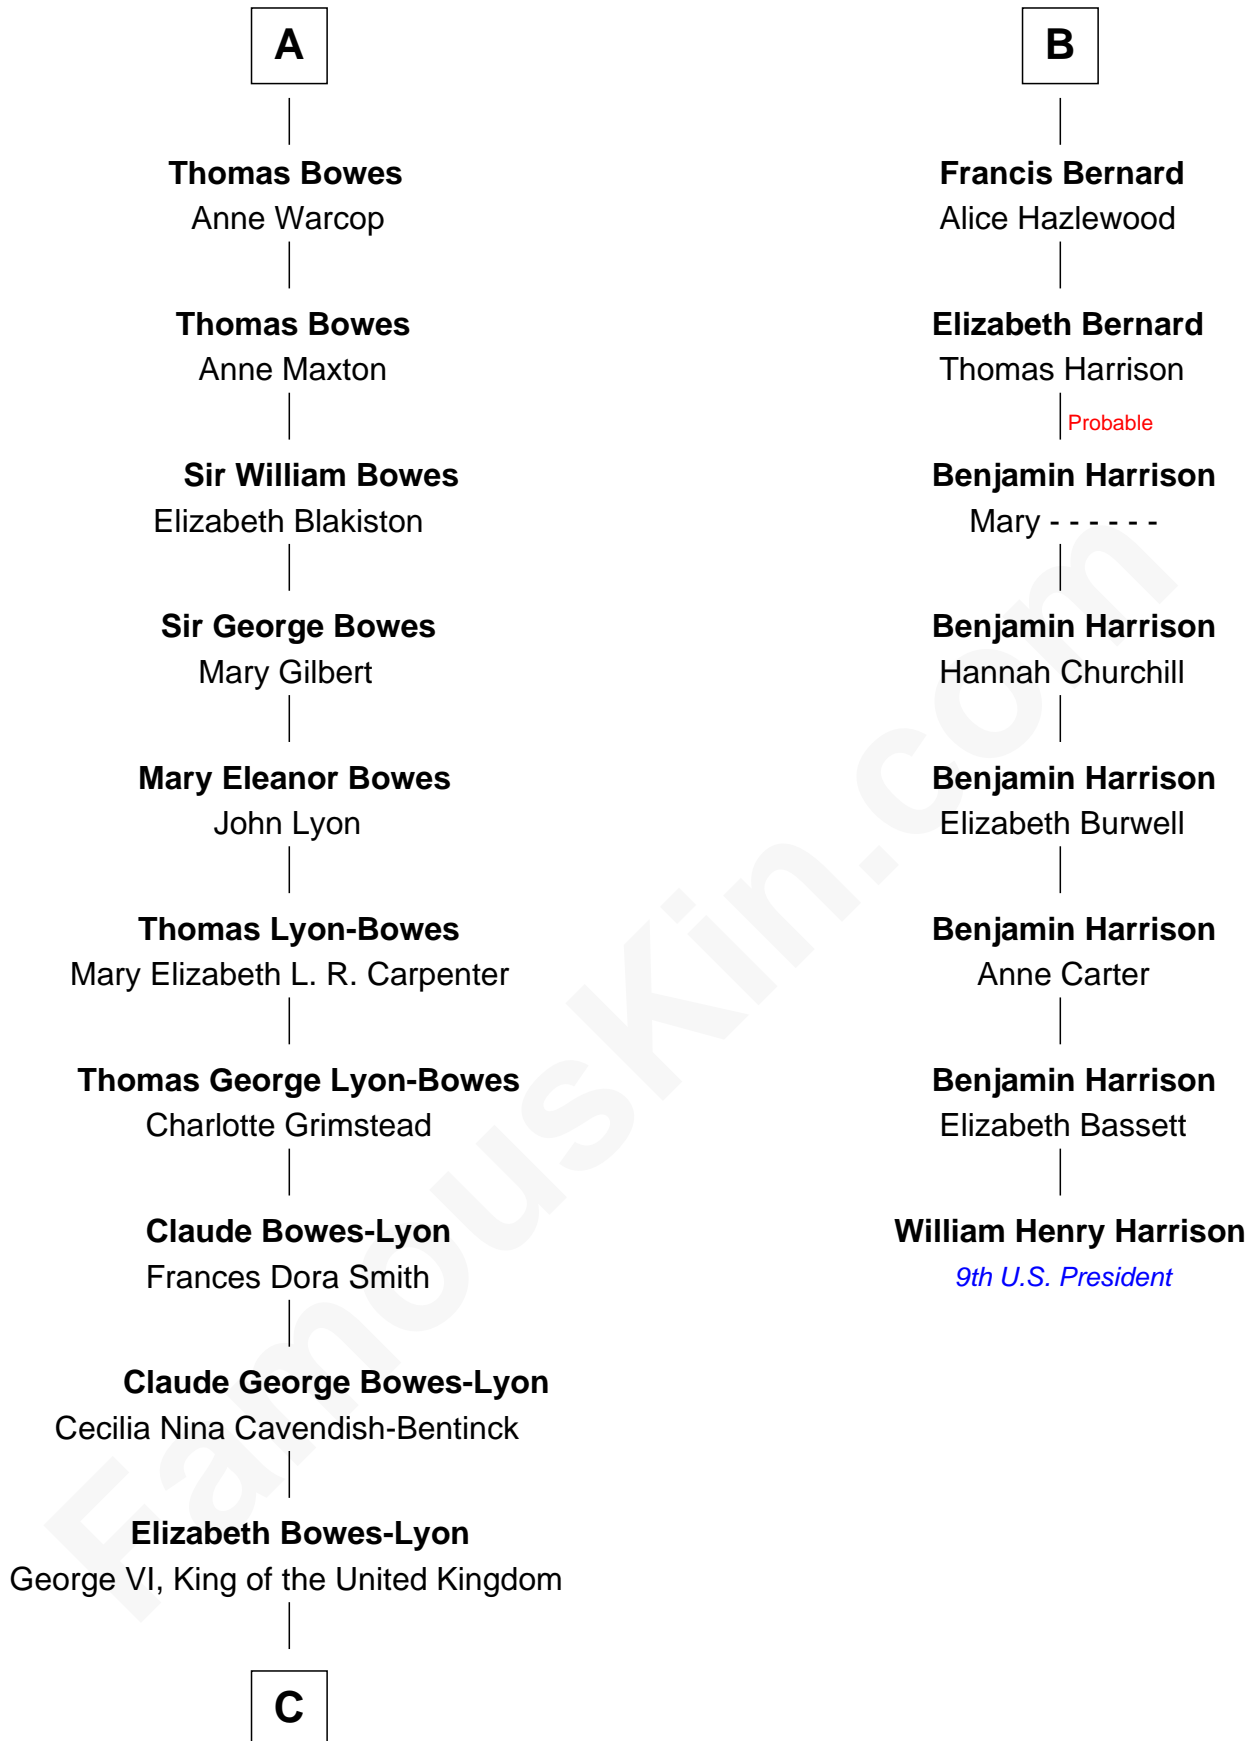 A
Thomas Bowes
Anne Warcop
Thomas Bowes
Anne Maxton
Sir William Bowes
Elizabeth Blakiston
Sir George Bowes
Mary Gilbert
Mary Eleanor Bowes
John Lyon
Thomas Lyon-Bowes
Mary Elizabeth L. R. Carpenter
Thomas George Lyon-Bowes
Charlotte Grimstead
Claude Bowes-Lyon
Frances Dora Smith
Claude George Bowes-Lyon
Cecilia Nina Cavendish-Bentinck
Elizabeth Bowes-Lyon
George VI, King of the United Kingdom
C
B
Francis Bernard
Alice Hazlewood
Elizabeth Bernard
Thomas Harrison
Probable
Benjamin Harrison
Mary - - - - - -
Benjamin Harrison
Hannah Churchill
Benjamin Harrison
Elizabeth Burwell
Benjamin Harrison
Anne Carter
Benjamin Harrison
Elizabeth Bassett
William Henry Harrison
9th U.S. President
FamousKin.com